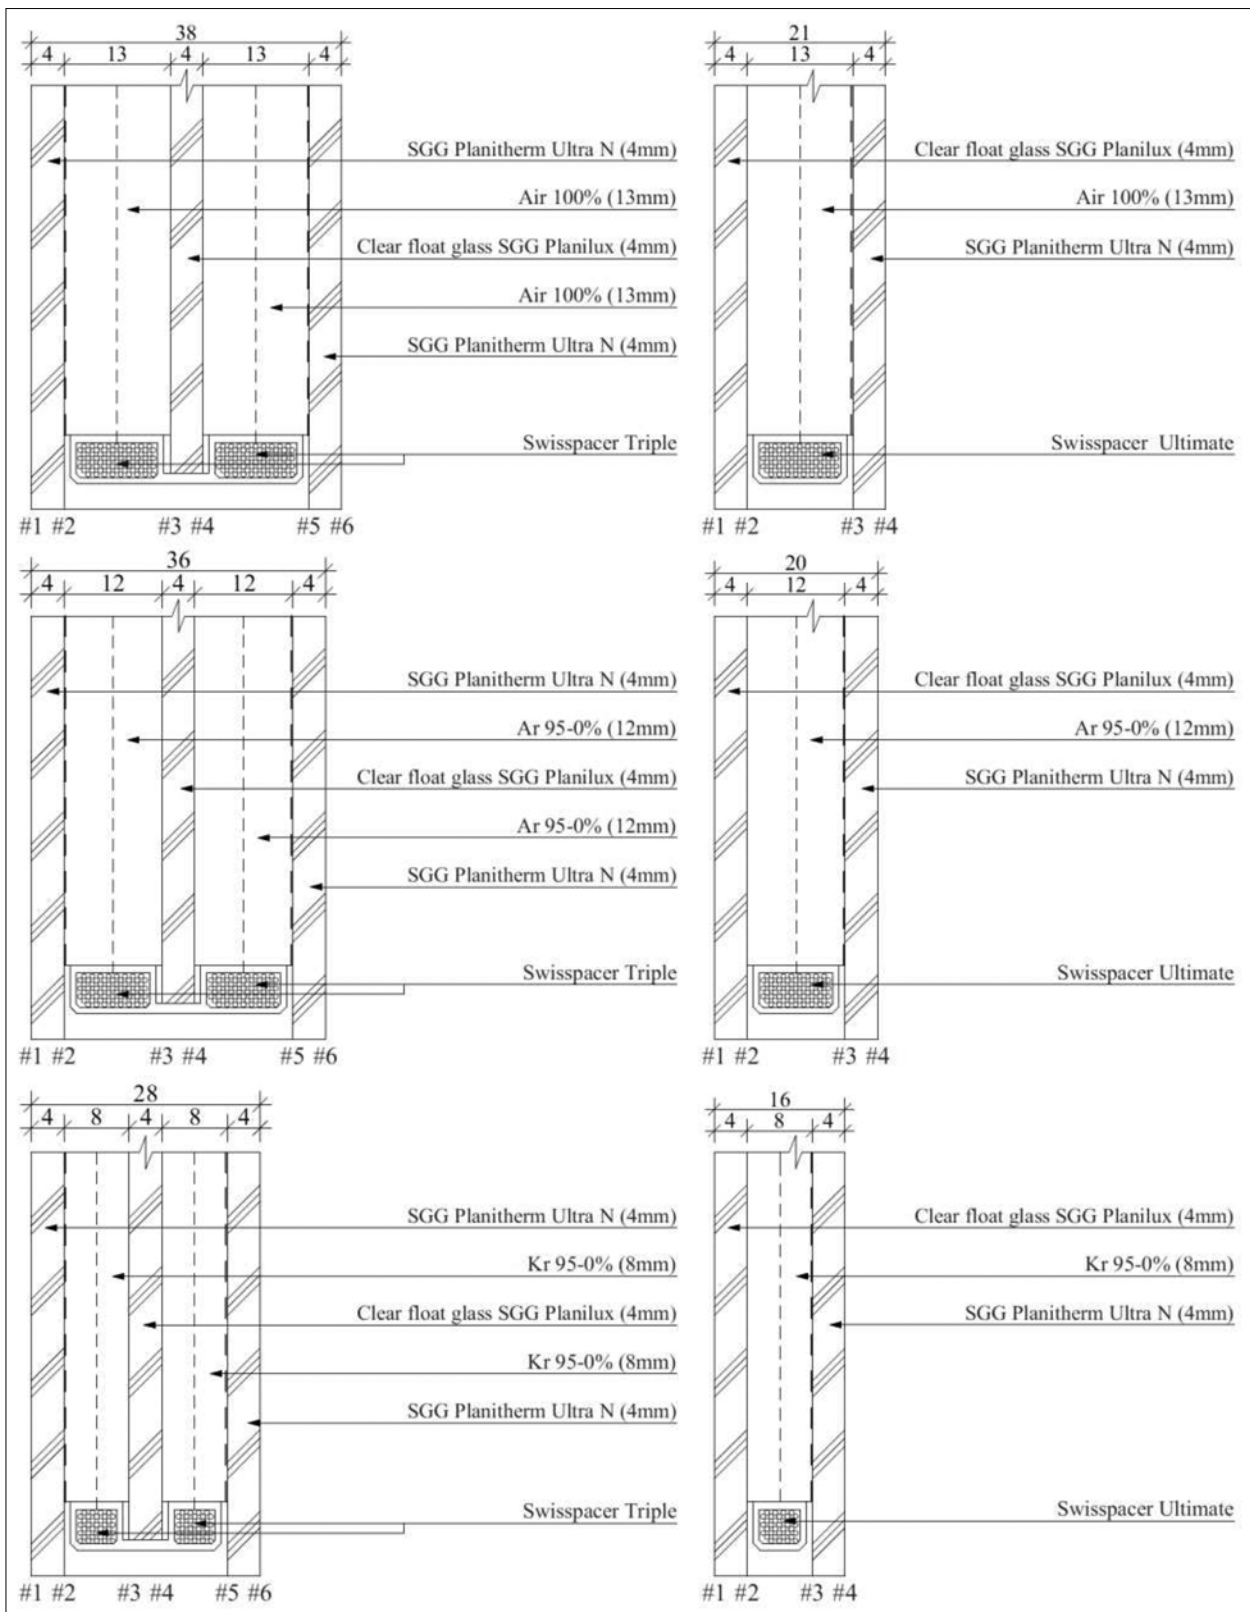 38
4 13 4 13 4
SGG Planitherm Ultra N (4mm)
Air 100% (13mm)
Clear float glass SGG Planilux (4mm)
Air 100% (13mm)
SGG Planitherm Ultra N (4mm)
Swisspacer Triple
#1 #2 #3 #4 #5 #6
21
4 13 4
Clear float glass SGG Planilux (4mm)
Air 100% (13mm)
SGG Planitherm Ultra N (4mm)
Swisspacer Ultimate
#1 #2 #3 #4
36
4 12 4 12 4
SGG Planitherm Ultra N (4mm)
Ar 95-0% (12mm)
Clear float glass SGG Planilux (4mm)
Ar 95-0% (12mm)
SGG Planitherm Ultra N (4mm)
Swisspacer Triple
#1 #2 #3 #4 #5 #6
20
4 12 4
Clear float glass SGG Planilux (4mm)
Ar 95-0% (12mm)
SGG Planitherm Ultra N (4mm)
Swisspacer Ultimate
#1 #2 #3 #4
28
4 8 4 8 4
SGG Planitherm Ultra N (4mm)
Kr 95-0% (8mm)
Clear float glass SGG Planilux (4mm)
Kr 95-0% (8mm)
SGG Planitherm Ultra N (4mm)
Swisspacer Triple
#1 #2 #3 #4 #5 #6
16
4 8 4
Clear float glass SGG Planilux (4mm)
Kr 95-0% (8mm)
SGG Planitherm Ultra N (4mm)
Swisspacer Ultimate
#1 #2 #3 #4